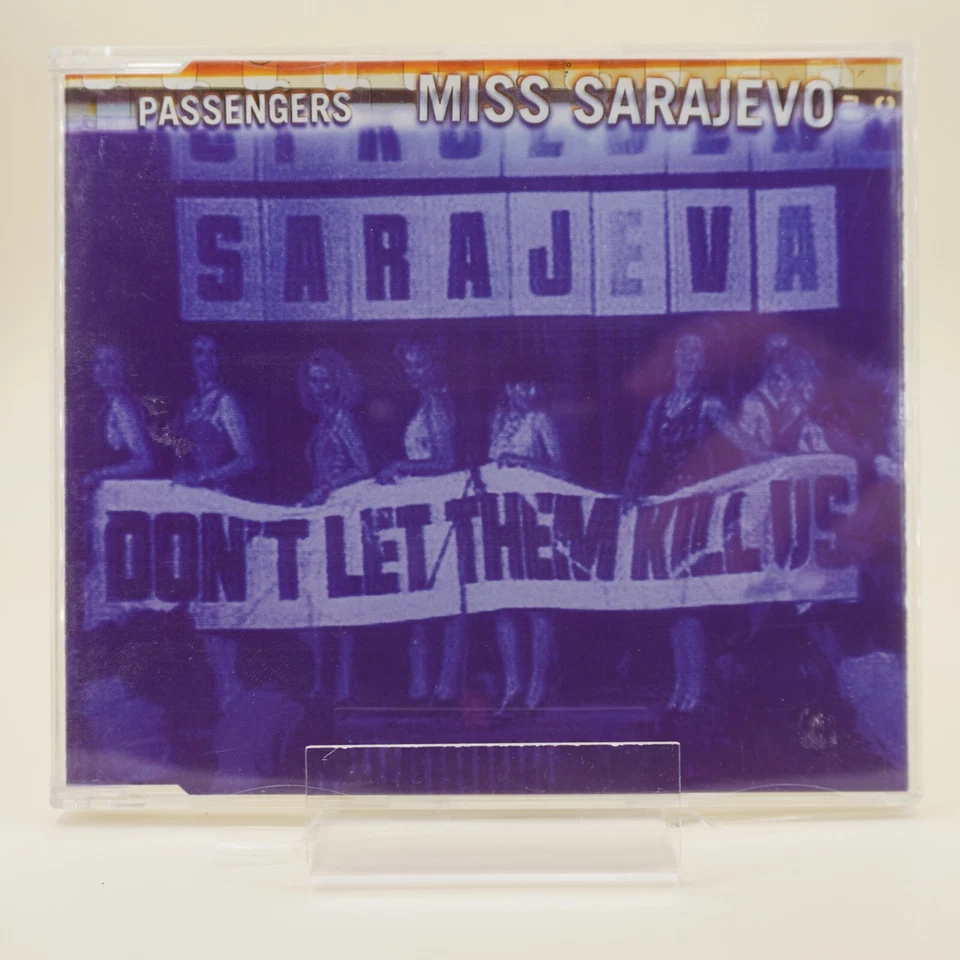 PASSENGERS MISS SARAJEVO
SARAJEVA
DON'T LET THEM KILL US